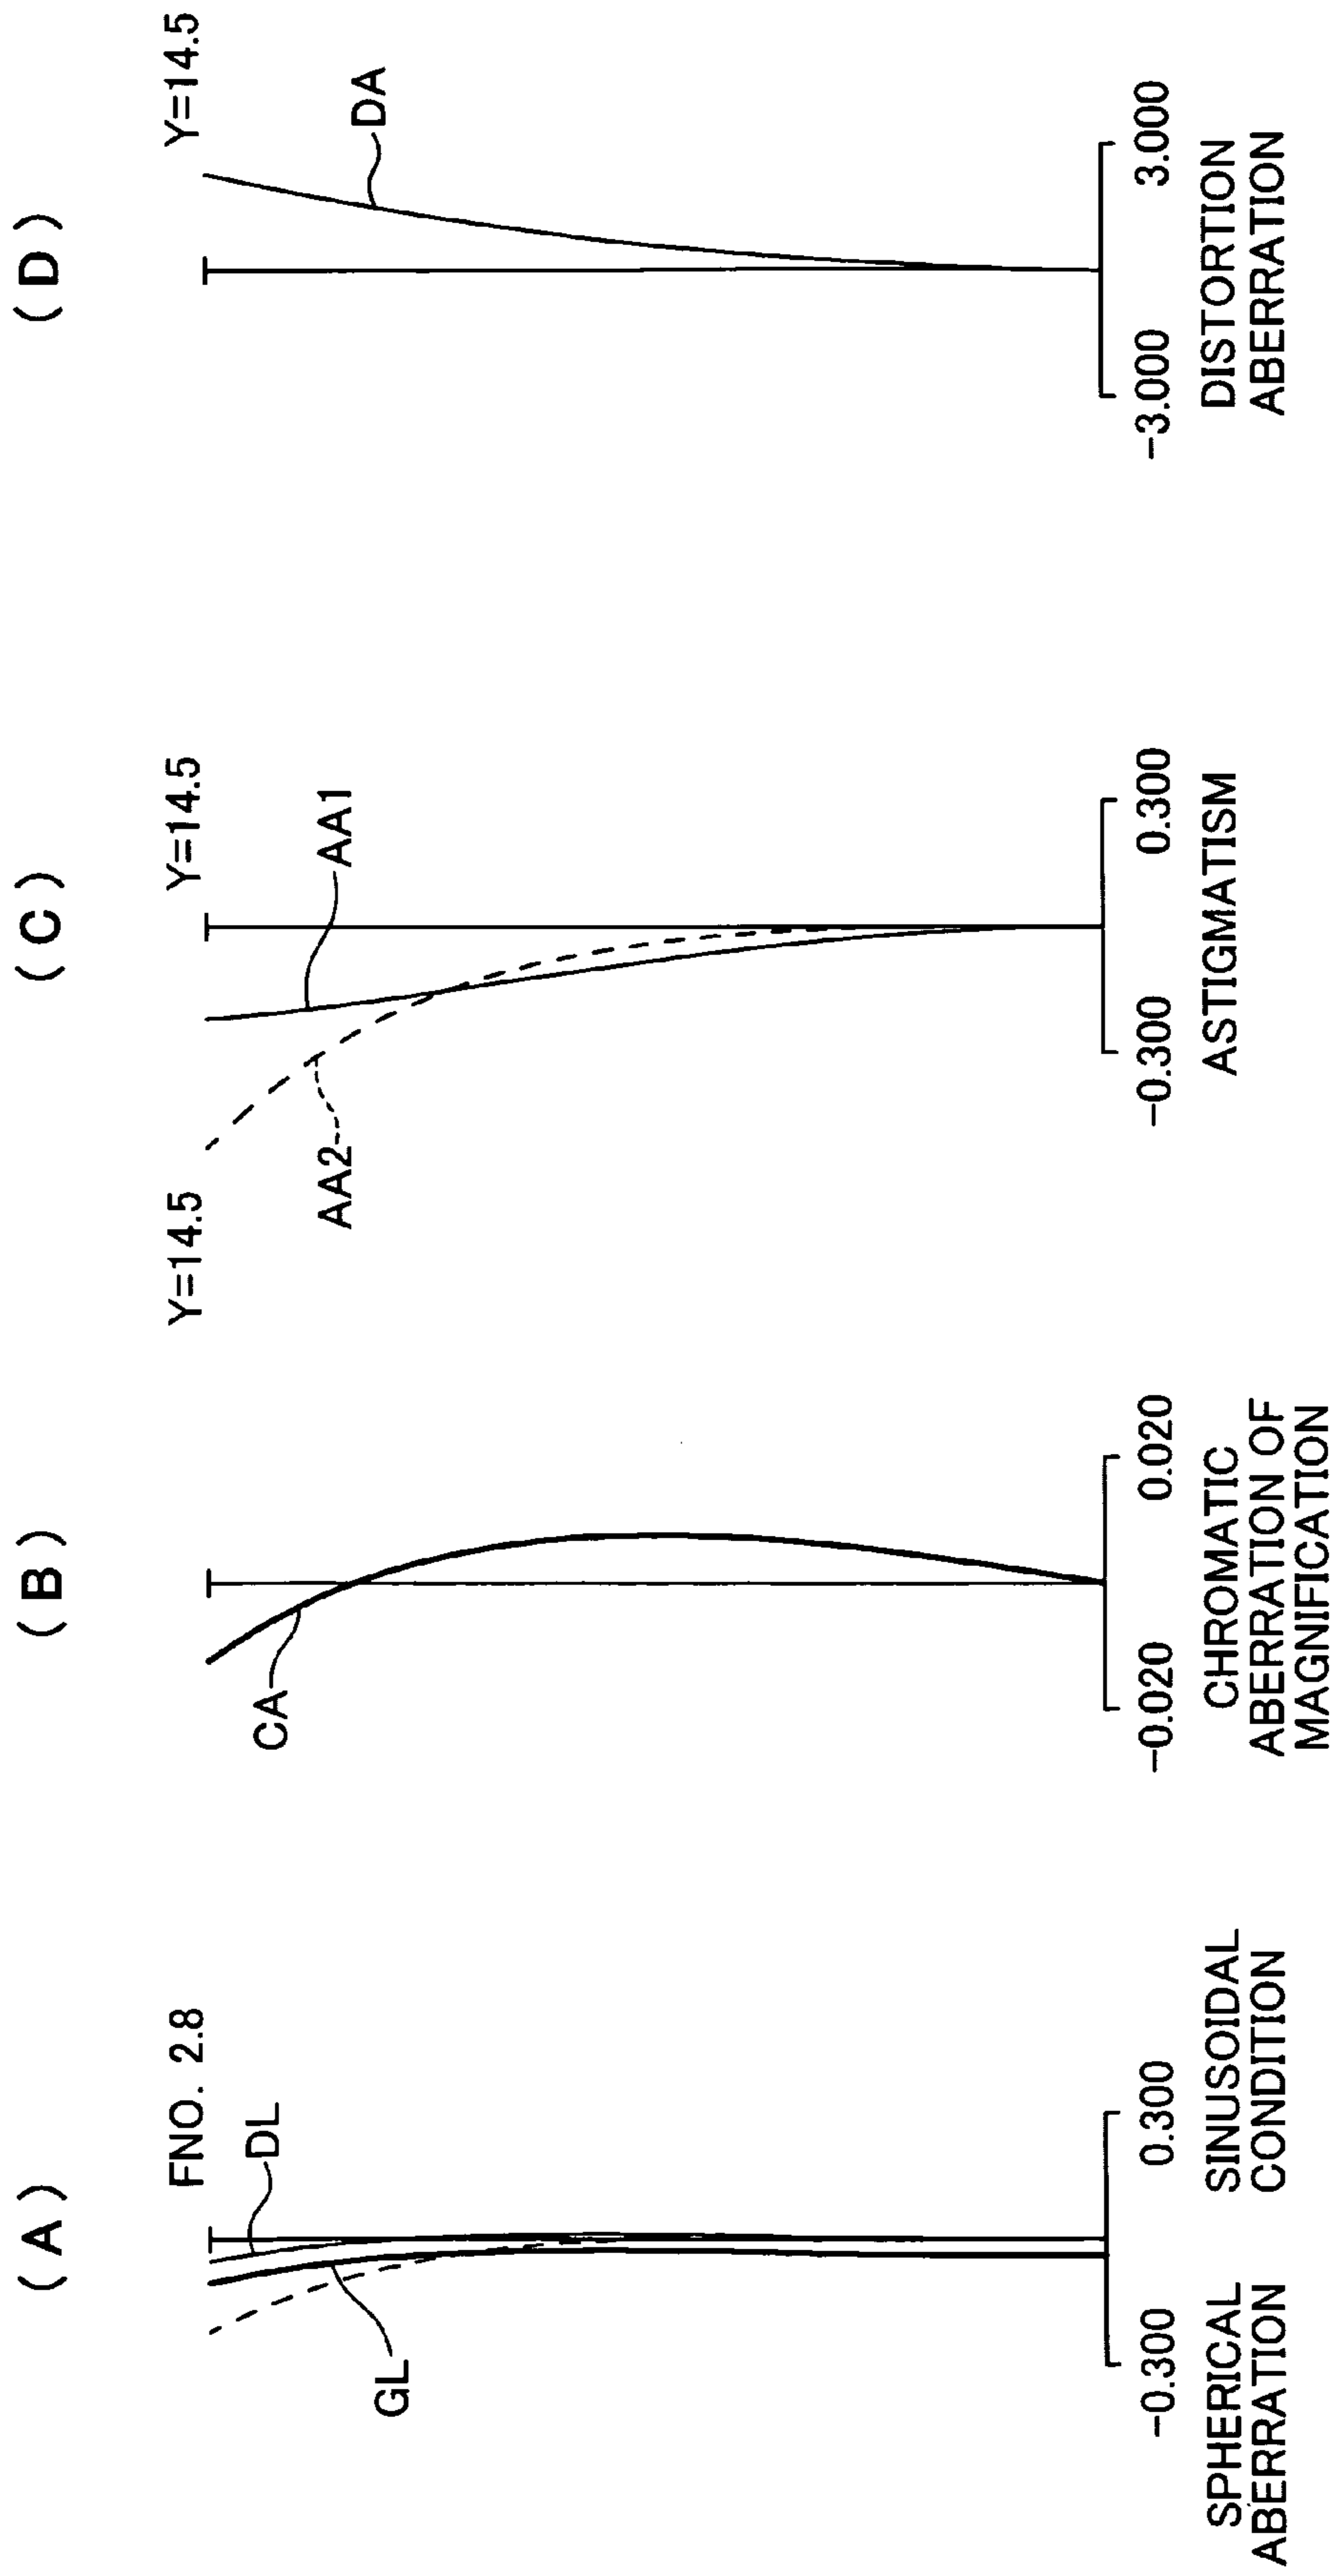 ( A )
FNO. 2.8
DL
GL
-0.300
0.300
SPHERICAL
ABERRATION
SINUSOIDAL
CONDITION
( B )
CA
-0.020
0.020
CHROMATIC
ABERRATION OF
MAGNIFICATION
( C )
Y=14.5
Y=14.5
AA2
AA1
-0.300
0.300
ASTIGMATISM
( D )
Y=14.5
DA
-3.000
3.000
DISTORTION
ABERRATION